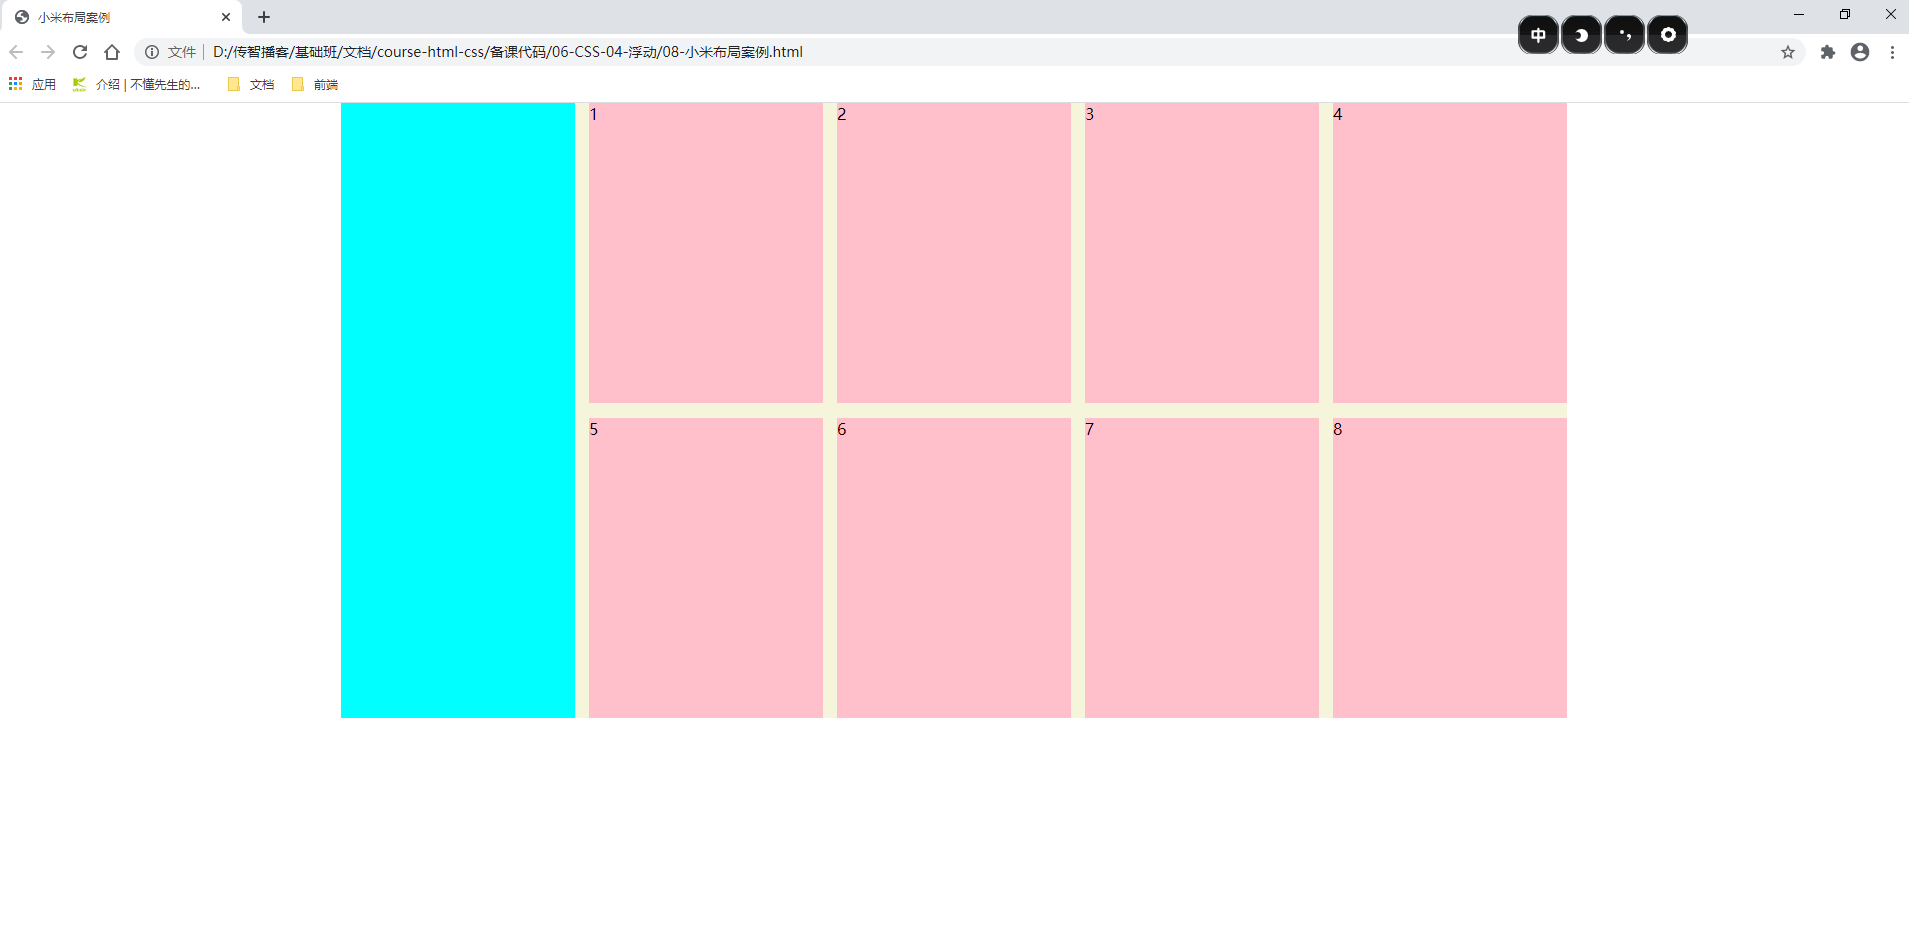 小米布局案例
文件 D:/传智播客/基础班/文档/course-html-css/备课代码/06-CSS-04-浮动/08-小米布局案例.html
中
应用 介绍 | 不懂先生的... 文档 前端
1 2 3 4
5 6 7 8